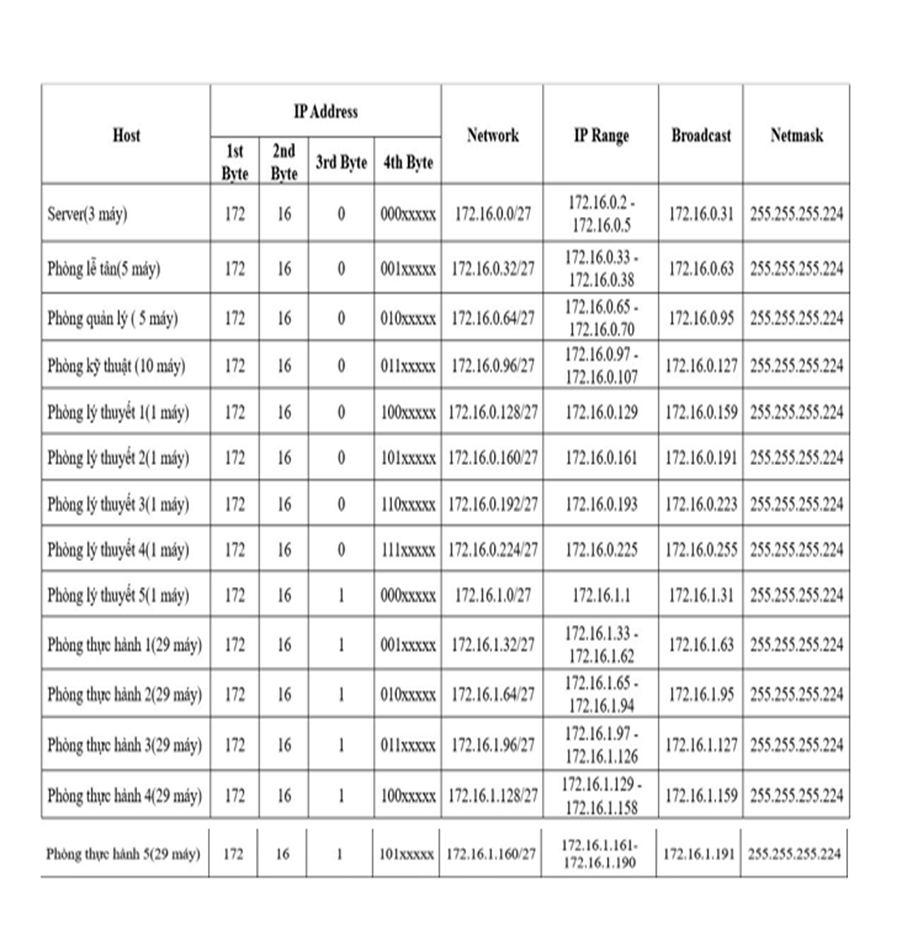 Host IP Address Network IP Range Broadcast Netmask
1st Byte 2nd Byte 3rd Byte 4th Byte
Server(3 máy) 172 16 0 000xxxxx 172.16.0.0/27 172.16.0.2 - 172.16.0.5 172.16.0.31 255.255.255.224
Phòng lễ tân(5 máy) 172 16 0 001xxxxx 172.16.0.32/27 172.16.0.33 - 172.16.0.38 172.16.0.63 255.255.255.224
Phòng quản lý ( 5 máy) 172 16 0 010xxxxx 172.16.0.64/27 172.16.0.65 - 172.16.0.70 172.16.0.95 255.255.255.224
Phòng kỹ thuật (10 máy) 172 16 0 011xxxxx 172.16.0.96/27 172.16.0.97 - 172.16.0.107 172.16.0.127 255.255.255.224
Phòng lý thuyết 1(1 máy) 172 16 0 100xxxxx 172.16.0.128/27 172.16.0.129 172.16.0.159 255.255.255.224
Phòng lý thuyết 2(1 máy) 172 16 0 101xxxxx 172.16.0.160/27 172.16.0.161 172.16.0.191 255.255.255.224
Phòng lý thuyết 3(1 máy) 172 16 0 110xxxxx 172.16.0.192/27 172.16.0.193 172.16.0.223 255.255.255.224
Phòng lý thuyết 4(1 máy) 172 16 0 111xxxxx 172.16.0.224/27 172.16.0.225 172.16.0.255 255.255.255.224
Phòng lý thuyết 5(1 máy) 172 16 1 000xxxxx 172.16.1.0/27 172.16.1.1 172.16.1.31 255.255.255.224
Phòng thực hành 1(29 máy) 172 16 1 001xxxxx 172.16.1.32/27 172.16.1.33 - 172.16.1.62 172.16.1.63 255.255.255.224
Phòng thực hành 2(29 máy) 172 16 1 010xxxxx 172.16.1.64/27 172.16.1.65 - 172.16.1.94 172.16.1.95 255.255.255.224
Phòng thực hành 3(29 máy) 172 16 1 011xxxxx 172.16.1.96/27 172.16.1.97 - 172.16.1.126 172.16.1.127 255.255.255.224
Phòng thực hành 4(29 máy) 172 16 1 100xxxxx 172.16.1.128/27 172.16.1.129 - 172.16.1.158 172.16.1.159 255.255.255.224
Phòng thực hành 5(29 máy) 172 16 1 101xxxxx 172.16.1.160/27 172.16.1.161- 172.16.1.190 172.16.1.191 255.255.255.224